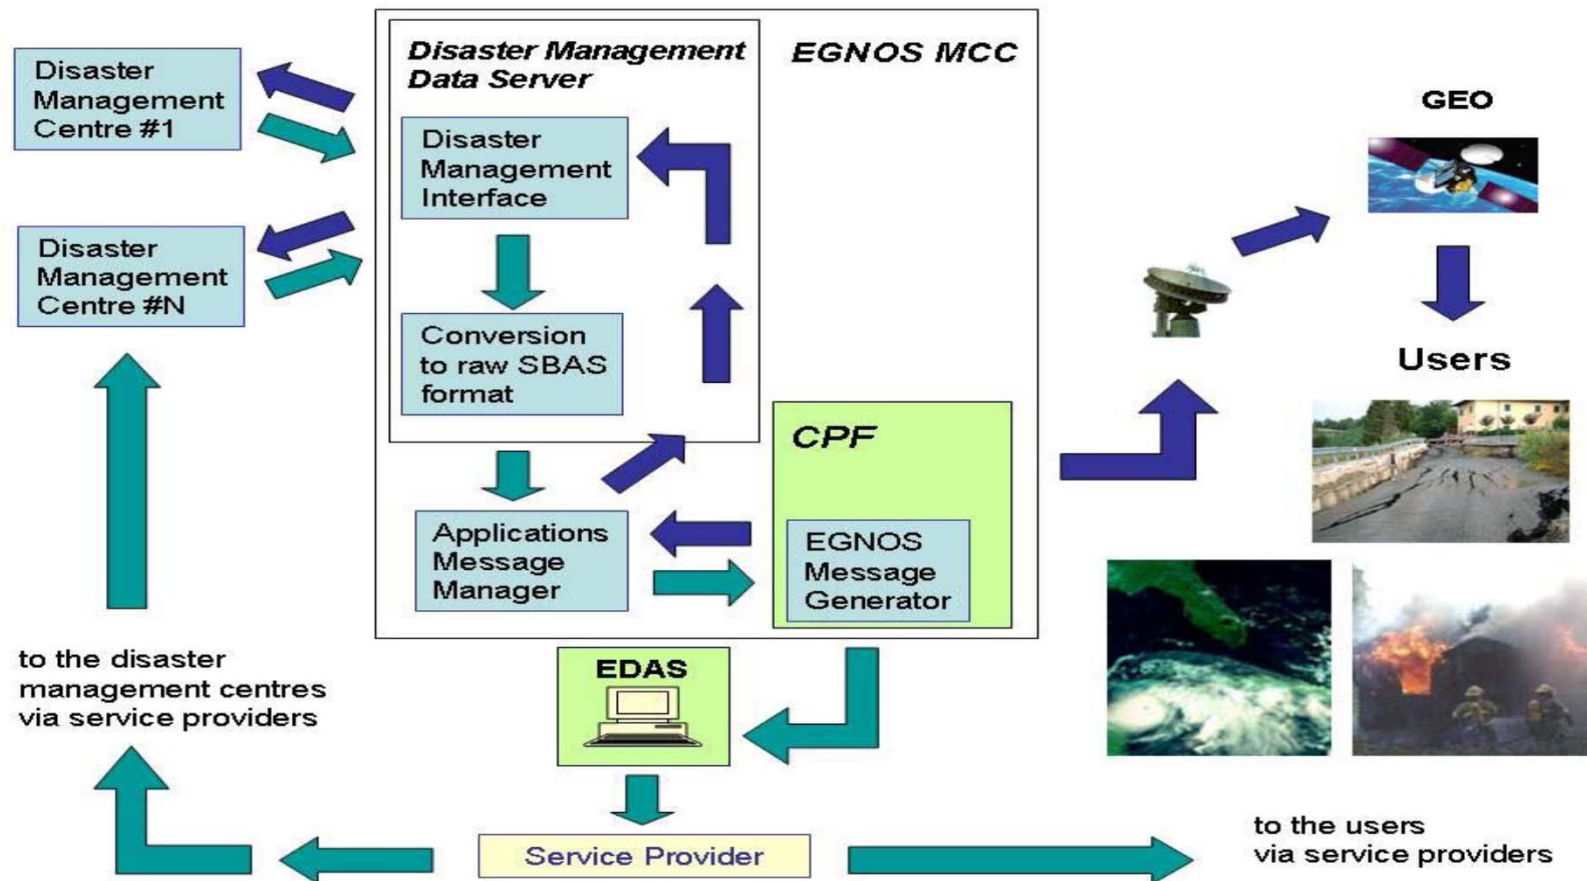 Disaster Management
Data Server
EGNOS MCC
Disaster
Management
Centre #1
Disaster
Management
Interface
GEO
Disaster
Management
Centre #N
Conversion
to raw SBAS
format
Users
CPF
Applications
Message
Manager
EGNOS
Message
Generator
to the disaster
management centres
via service providers
EDAS
Service Provider
to the users
via service providers